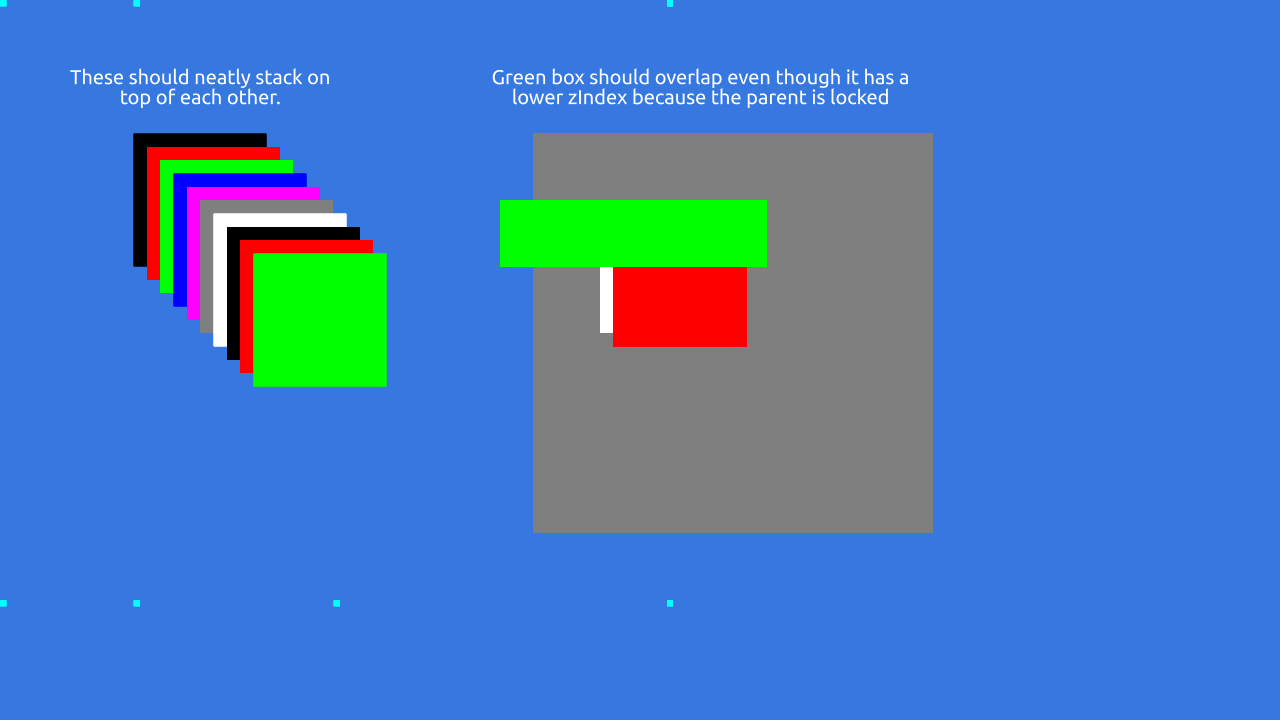 These should neatly stack on
top of each other.
Green box should overlap even though it has a
lower zIndex because the parent is locked